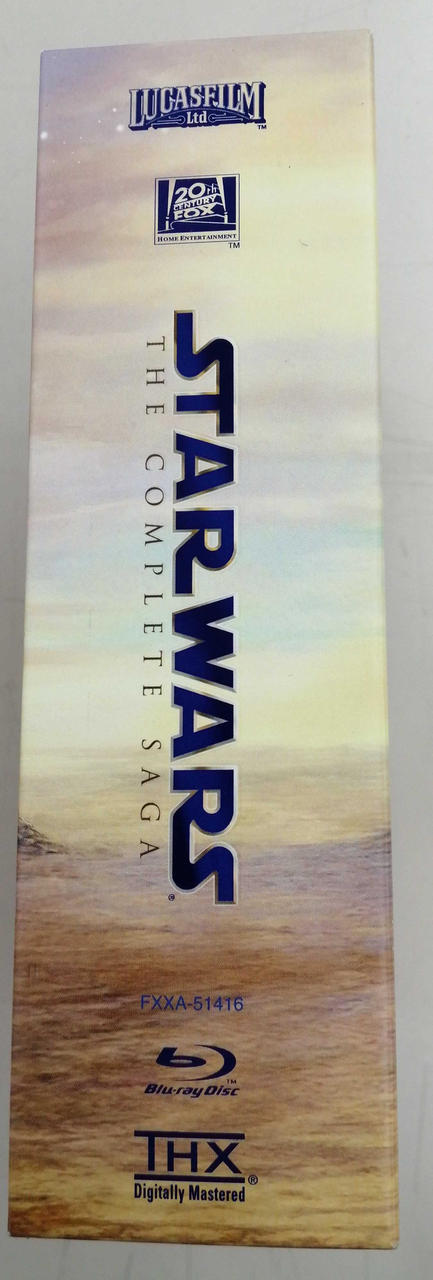 LUCASFILM
Ltd
TM
20TH
CENTURY
FOX
HOME ENTERTAINMENT
TM
STAR WARS®
THE COMPLETE SAGA
FXXA-51416
Blu-ray Disc
TM
THX®
Digitally Mastered